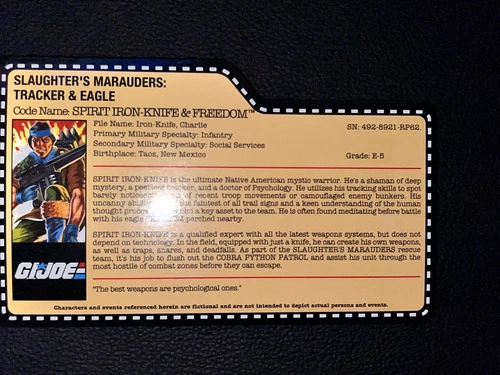 SLAUGHTER'S MARAUDERS:
TRACKER & EAGLE
Code Name: SPIRIT IRON-KNIFE & FREEDOM™
File Name: Iron-Knife, Charlie
SN: 492-8921-RP62.
Primary Military Specialty: Infantry
Secondary Military Specialty: Social Services
Birthplace: Taos, New Mexico
Grade: E-5
SPIRIT IRON-KNIFE is the ultimate Native American mystic warrior. He's a shaman of deep
mystery, a peerless tracker, and a doctor of Psychology. He utilizes his tracking skills to spot
barely of recent troop movements or camouflaged enemy bunkers. His
uncanny the faintest of all trail signs and a keen understanding of the human
thought him a key asset to the team. He is often found meditating before battle
with his eagle perched nearby.
SPIRIT IRON-KNIFE is a qualified expert with all the latest weapons systems, but does not
depend on technology. In the field, equipped with just a knife, he can create his own weapons,
as well as traps, snares, and deadfalls. As part of the SLAUGHTER'S MARAUDERS rescue
team, it's his job to flush out the COBRA PYTHON PATROL and assist his unit through the
most hostile of combat zones before they can escape.
GI JOE
"The best weapons are psychological ones."
Characters and events referenced herein are fictional and are not intended to depict actual persons and events.